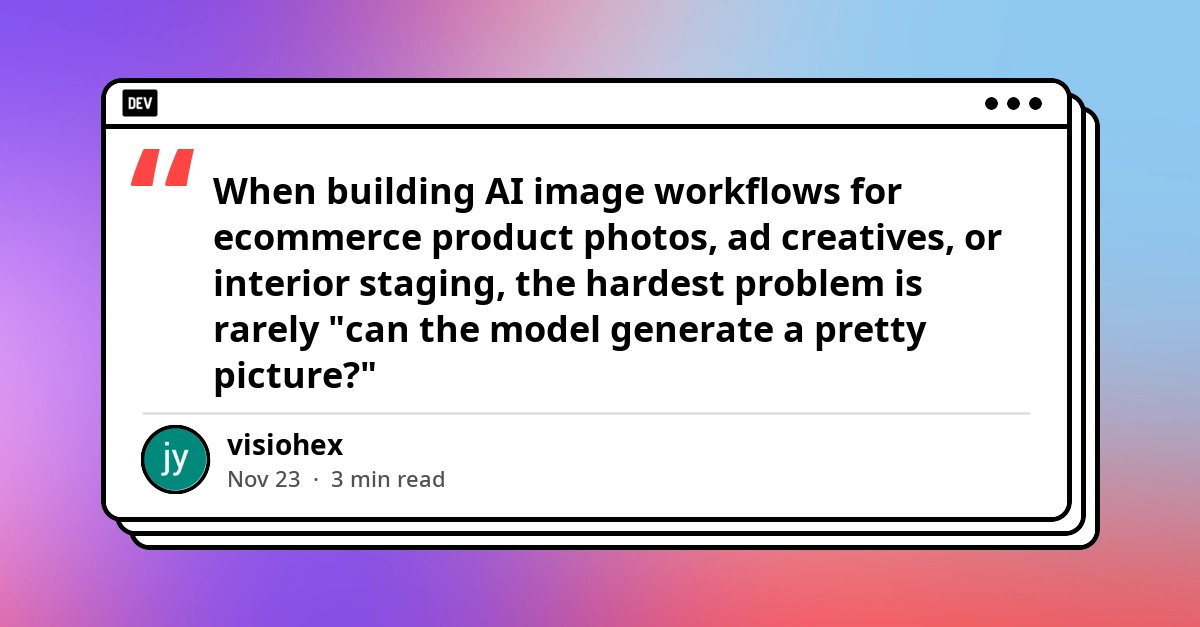 DEV
When building AI image workflows for
ecommerce product photos, ad creatives, or
interior staging, the hardest problem is
rarely "can the model generate a pretty
picture?"
jy
visiohex
Nov 23 · 3 min read